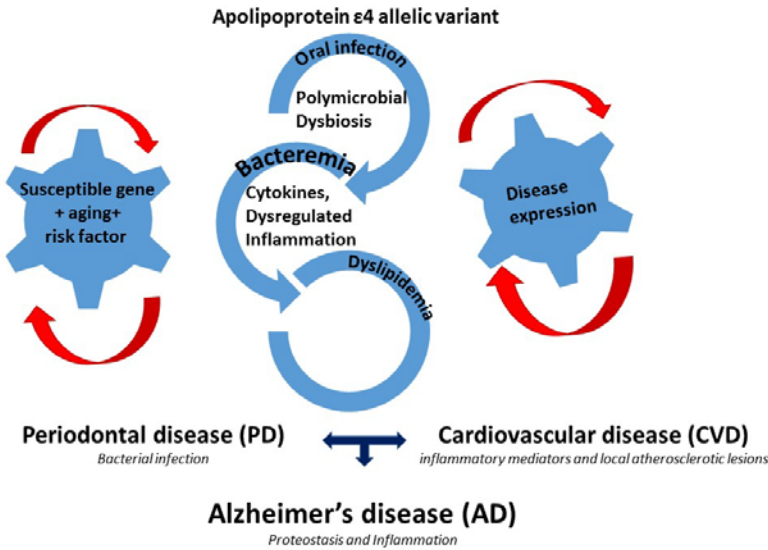 Apolipoprotein ε4 allelic variant
Oral infection
Polymicrobial
Dysbiosis
Bacteremia
Cytokines,
Dysregulated
Inflammation
Dyslipidemia
Susceptible gene
+ aging+
risk factor
Disease
expression
Periodontal disease (PD)
Bacterial infection
Cardiovascular disease (CVD)
inflammatory mediators and local atherosclerotic lesions
Alzheimer's disease (AD)
Proteostasis and Inflammation